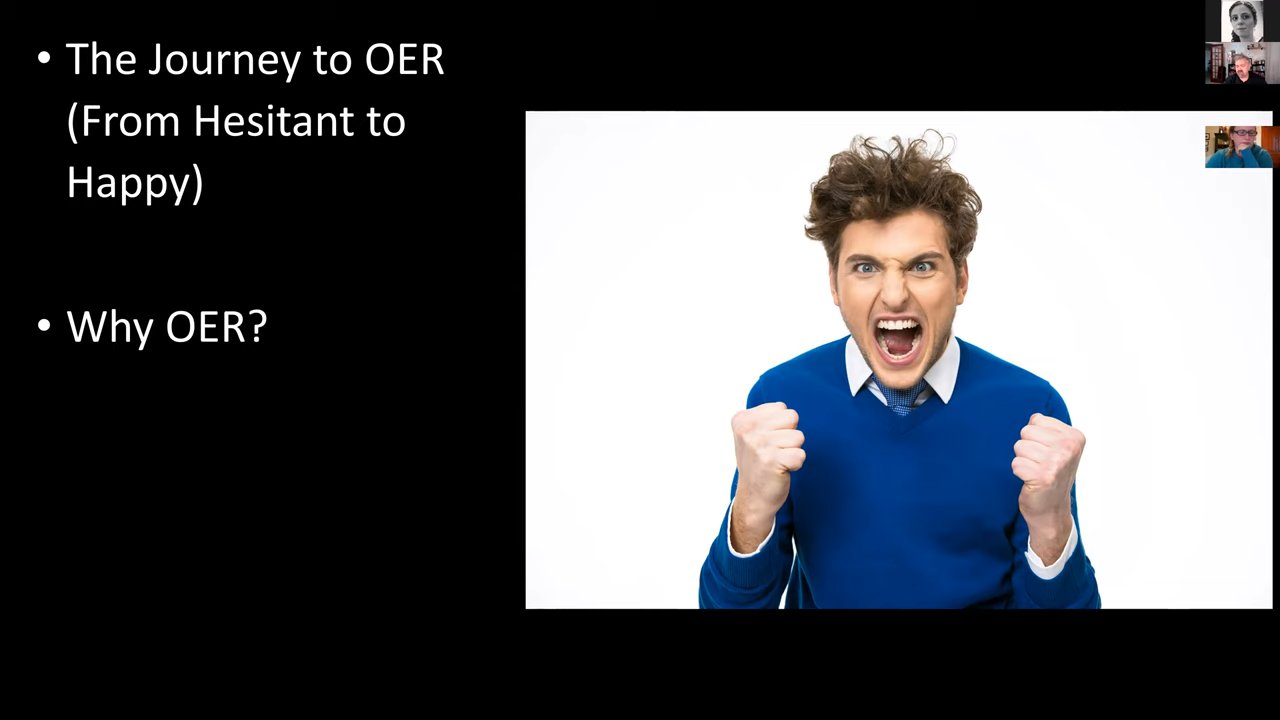 • The Journey to OER
(From Hesitant to
Happy)
• Why OER?